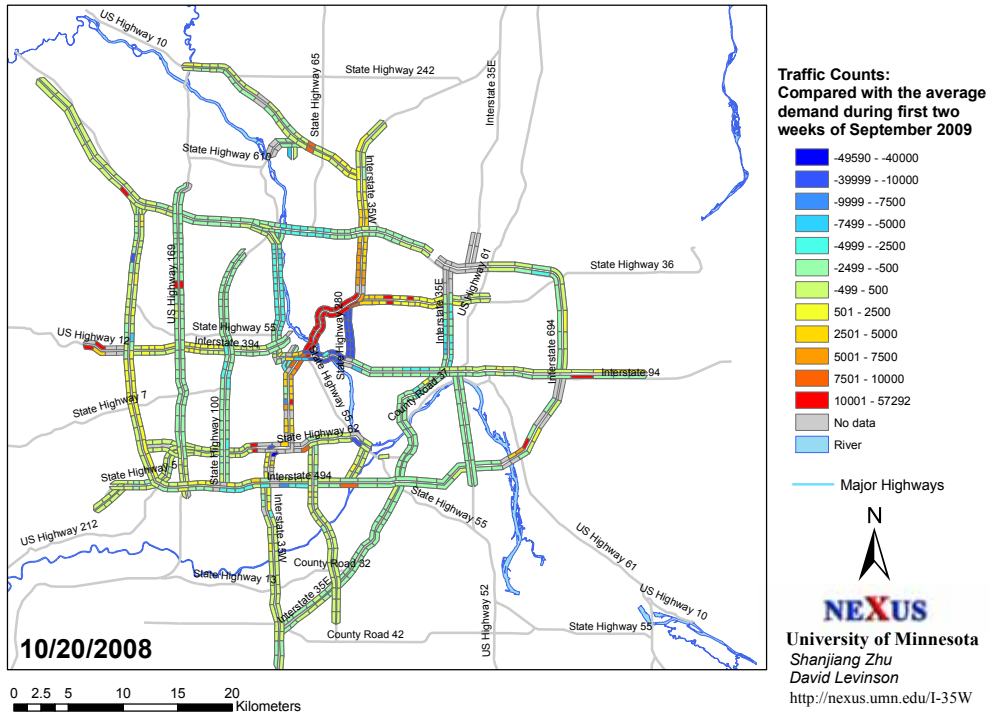 US Highway 10
State Highway 65
State Highway 242
Interstate 35E
State Highway 610
Interstate 35W
US Highway 169
US Highway 61
State Highway 36
Interstate 35E
State Highway 280
US Highway 12
State Highway 55
Interstate 394
Interstate 694
Interstate 94
State Highway 55
County Road 37
State Highway 7
State Highway 100
State Highway 62
State Highway 5
Interstate 494
State Highway 55
US Highway 212
Interstate 35W
US Highway 61
County Road 32
State Highway 13
Interstate 35E
US Highway 52
US Highway 10
State Highway 55
County Road 42
10/20/2008
0 2.5 5 10 15 20
Kilometers
Traffic Counts:
Compared with the average
demand during first two
weeks of September 2009
-49590 - -40000
-39999 - -10000
-9999 - -7500
-7499 - -5000
-4999 - -2500
-2499 - -500
-499 - 500
501 - 2500
2501 - 5000
5001 - 7500
7501 - 10000
10001 - 57292
No data
River
Major Highways
N
NEXUS
University of Minnesota
Shanjiang Zhu
David Levinson
http://nexus.umn.edu/I-35W